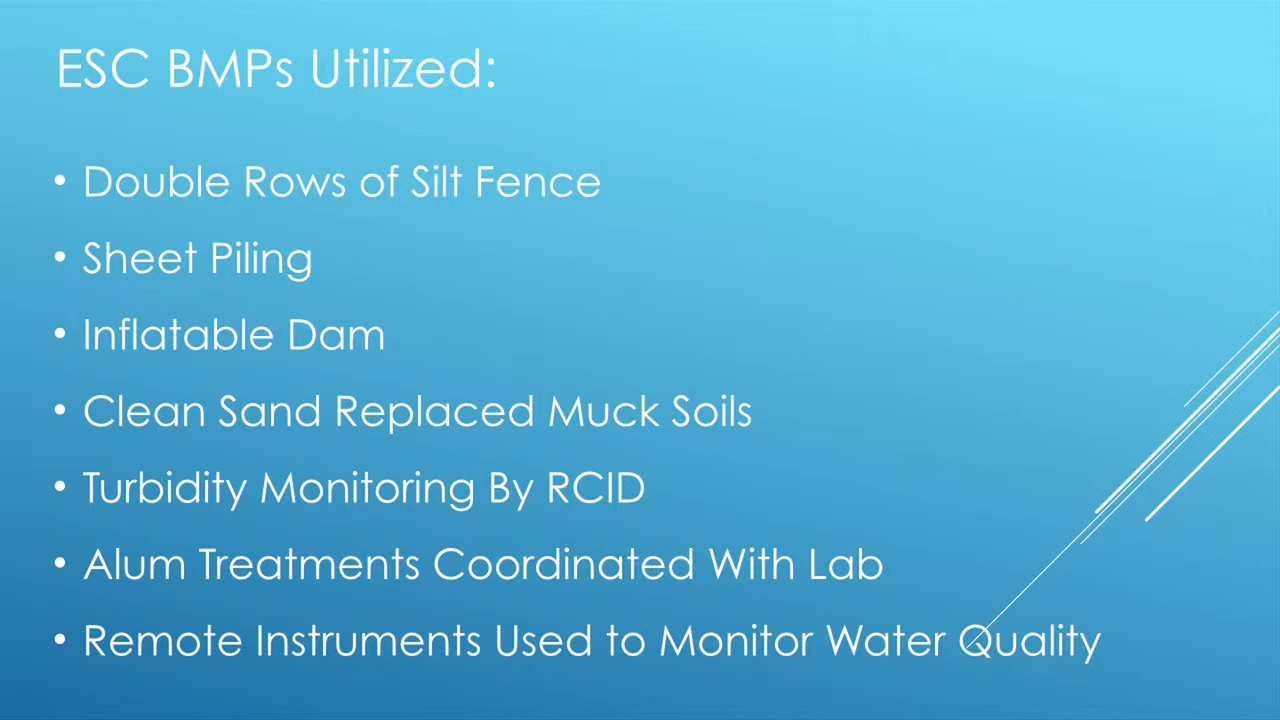 ESC BMPs Utilized:
• Double Rows of Silt Fence
• Sheet Piling
• Inflatable Dam
• Clean Sand Replaced Muck Soils
• Turbidity Monitoring By RCID
• Alum Treatments Coordinated With Lab
• Remote Instruments Used to Monitor Water Quality